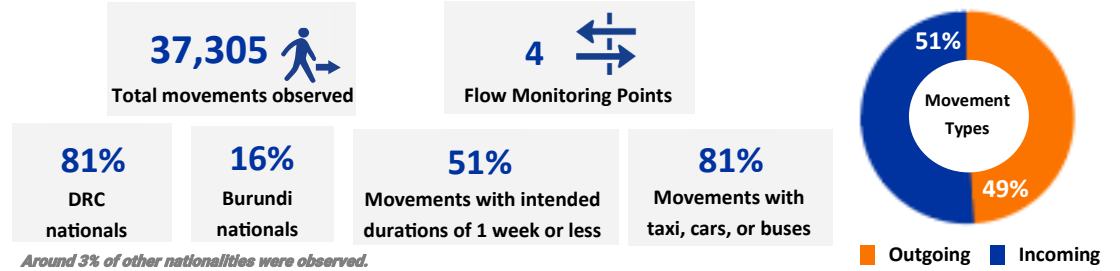 37,305
Total movements observed
4
Flow Monitoring Points
81%
DRC
nationals
16%
Burundi
nationals
51%
Movements with intended
durations of 1 week or less
81%
Movements with
taxi, cars, or buses
Around 3% of other nationalities were observed.
51%
Movement
Types
49%
Outgoing
Incoming